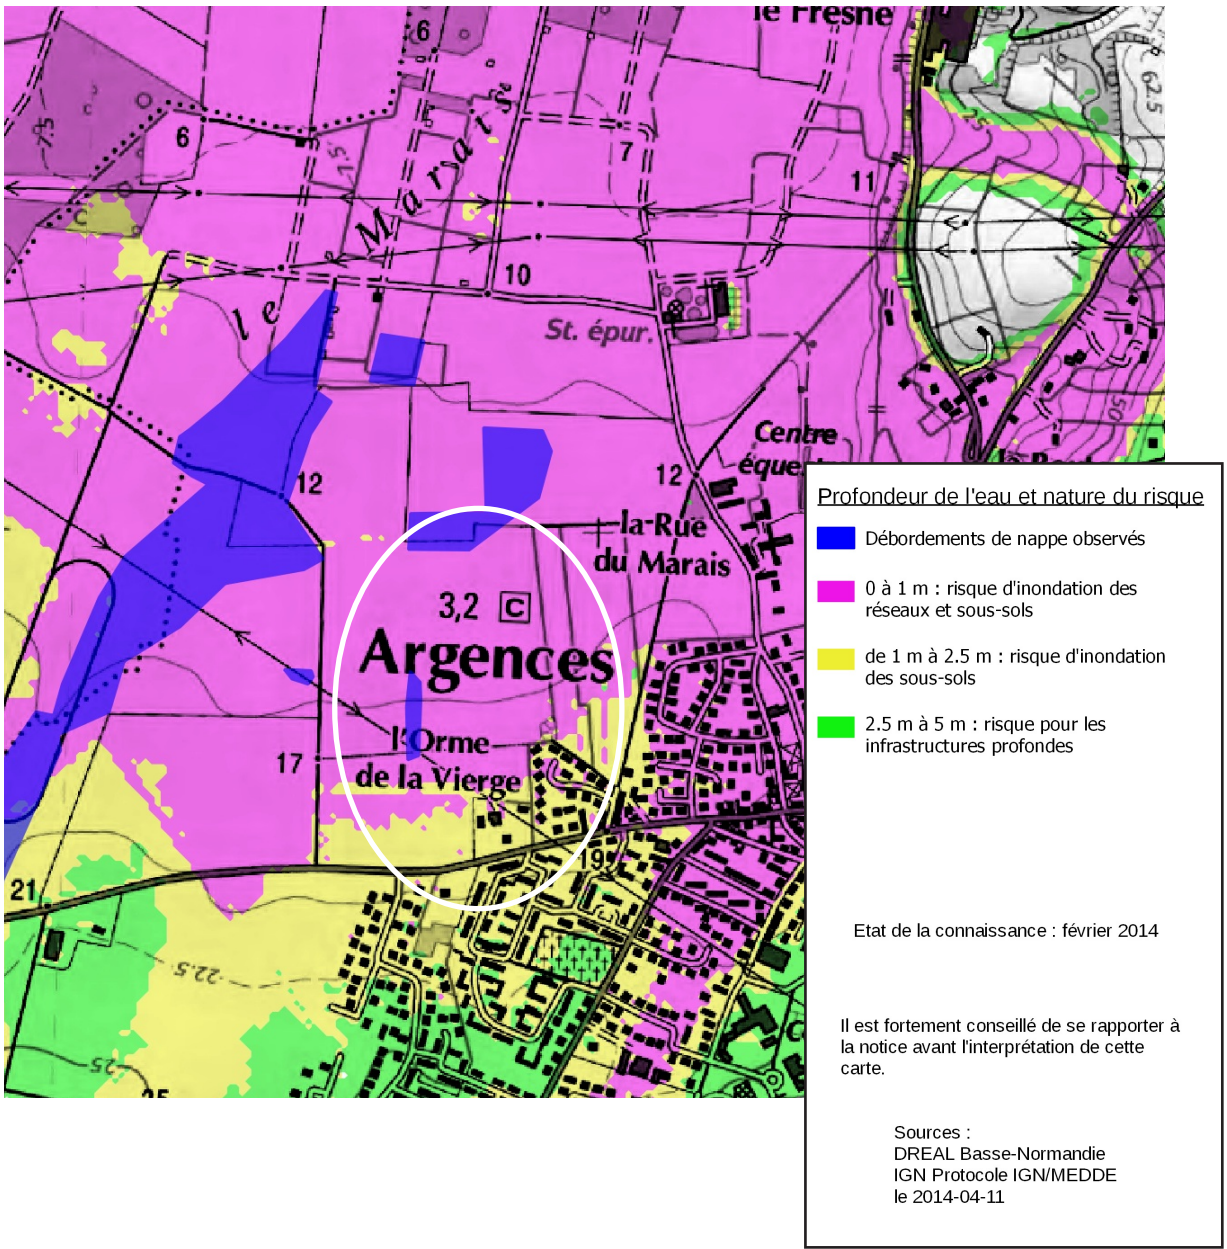 le Fresne
6
62.5
75
7.5
6
7.5
7
11
le Marais
10
St. épur.
50
Centre
12
12
la Rue
du Marais
3,2 C
Argences
l'Orme
de la Vierge
17
19
21
22.5
25
Profondeur de l'eau et nature du risque
Débordements de nappe observés
0 à 1 m : risque d'inondation des
réseaux et sous-sols
de 1 m à 2.5 m : risque d'inondation
des sous-sols
2.5 m à 5 m : risque pour les
infrastructures profondes
Etat de la connaissance : février 2014
Il est fortement conseillé de se rapporter à
la notice avant l'interprétation de cette
carte.
Sources :
DREAL Basse-Normandie
IGN Protocole IGN/MEDDE
le 2014-04-11